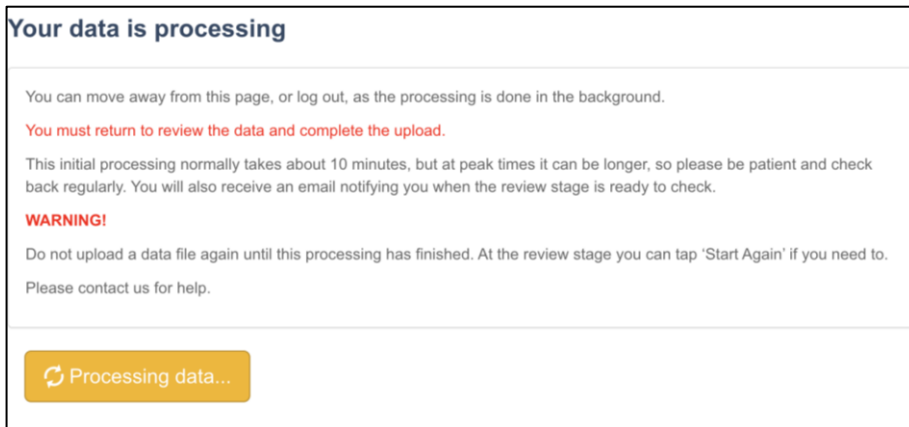 Your data is processing
You can move away from this page, or log out, as the processing is done in the background.
You must return to review the data and complete the upload.
This initial processing normally takes about 10 minutes, but at peak times it can be longer, so please be patient and check
back regularly. You will also receive an email notifying you when the review stage is ready to check.
WARNING!
Do not upload a data file again until this processing has finished. At the review stage you can tap ‘Start Again’ if you need to.
Please contact us for help.
Processing data...